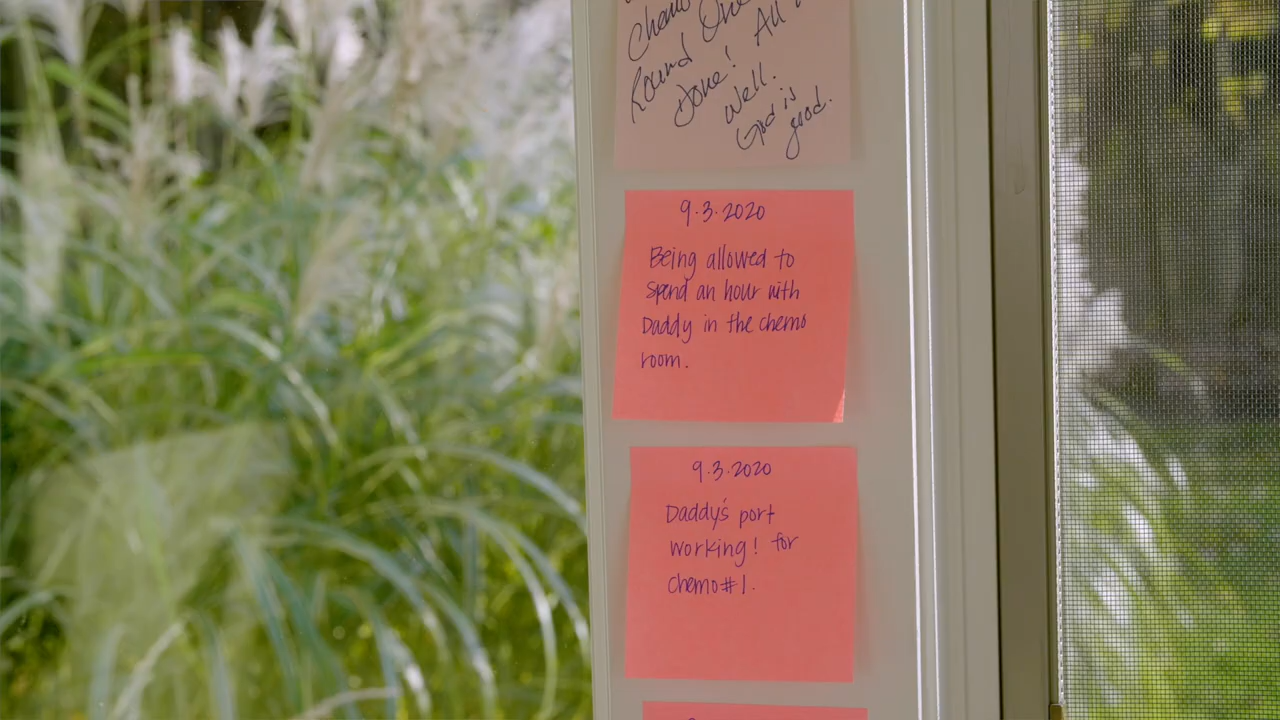 Chemo
Round One
Done! All
well.
God is
good.
9.3.2020
Being allowed to
spend an hour with
Daddy in the chemo
room.
9.3.2020
Daddy's port
working! for
chemo#1.